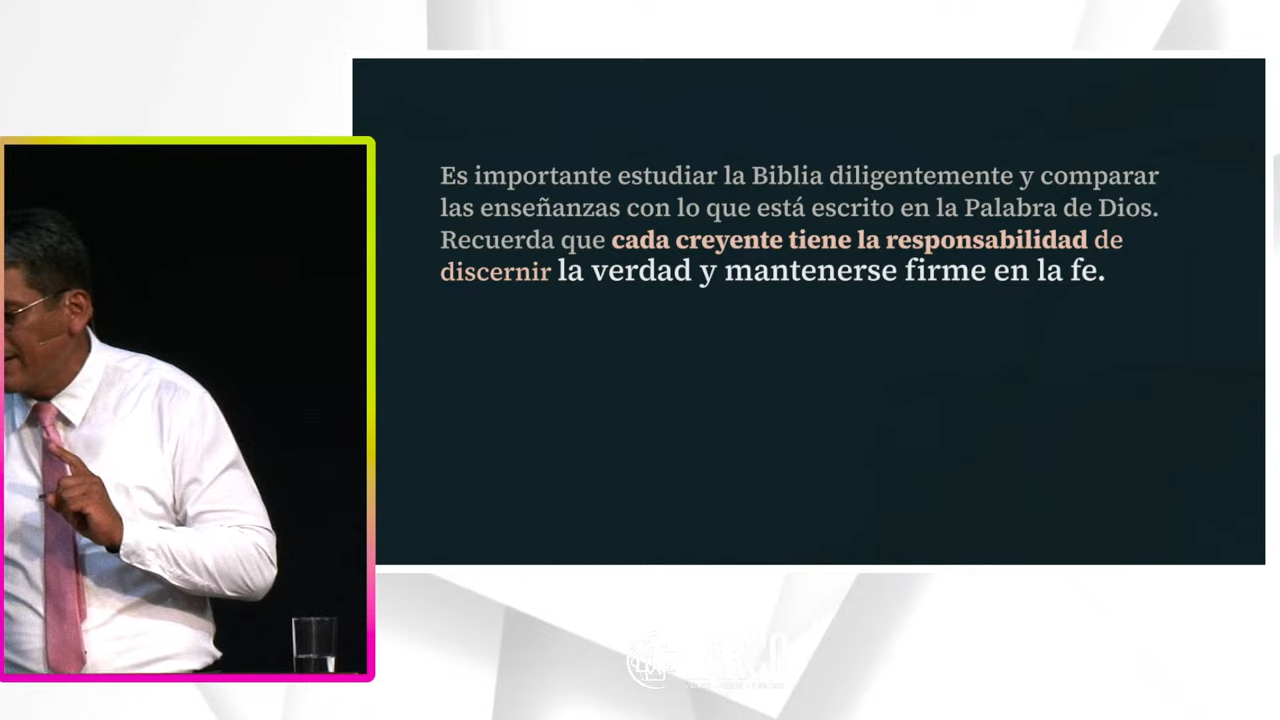 Es importante estudiar la Biblia diligentemente y comparar
las enseñanzas con lo que está escrito en la Palabra de Dios.
Recuerda que cada creyente tiene la responsabilidad de
discernir la verdad y mantenerse firme en la fe.